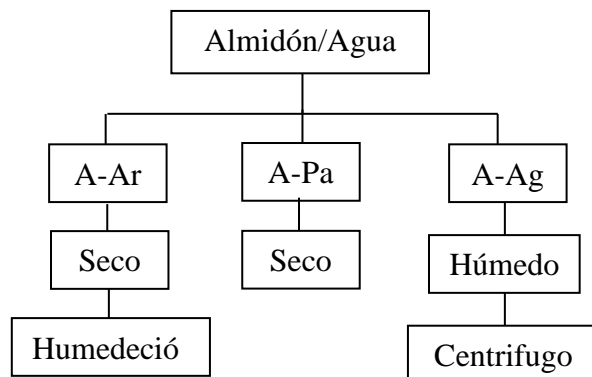 Almidón/Agua
A-Ar
A-Pa
A-Ag
Seco
Seco
Húmedo
Humedeció
Centrifugo